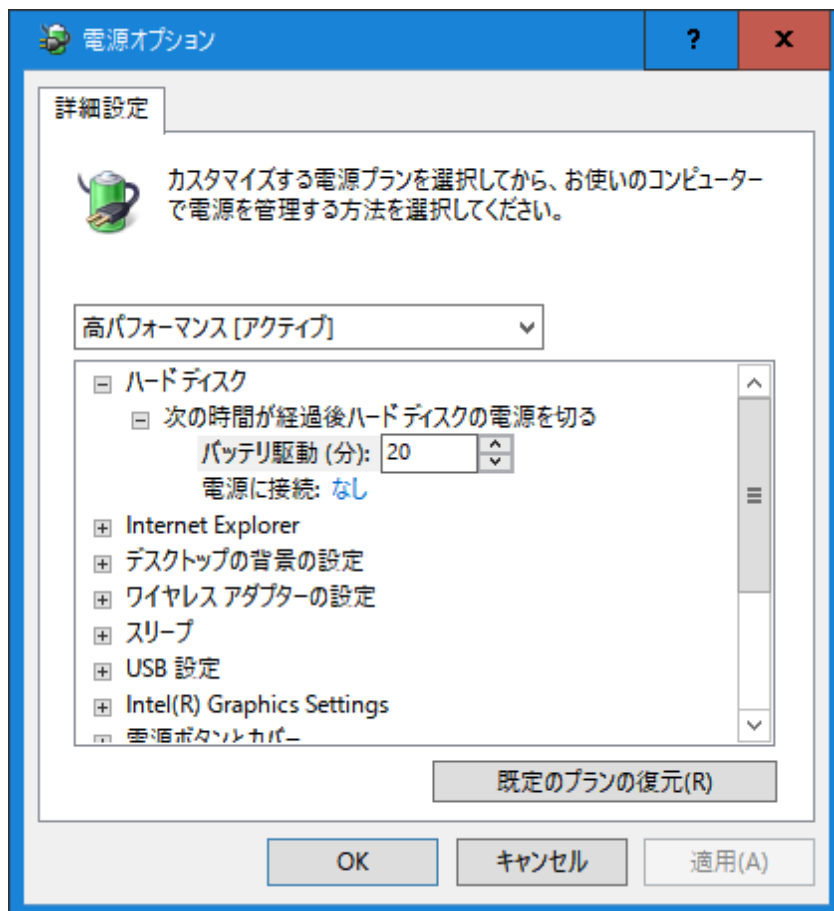 電源オプション
?
x
詳細設定
カスタマイズする電源プランを選択してから、お使いのコンピューター
で電源を管理する方法を選択してください。
高パフォーマンス [アクティブ]
ハード ディスク
次の時間が経過後ハード ディスクの電源を切る
バッテリ駆動 (分): 20
電源に接続: なし
Internet Explorer
デスクトップの背景の設定
ワイヤレス アダプターの設定
スリープ
USB 設定
Intel(R) Graphics Settings
電源ボタンとカバー
既定のプランの復元(R)
OK
キャンセル
適用(A)